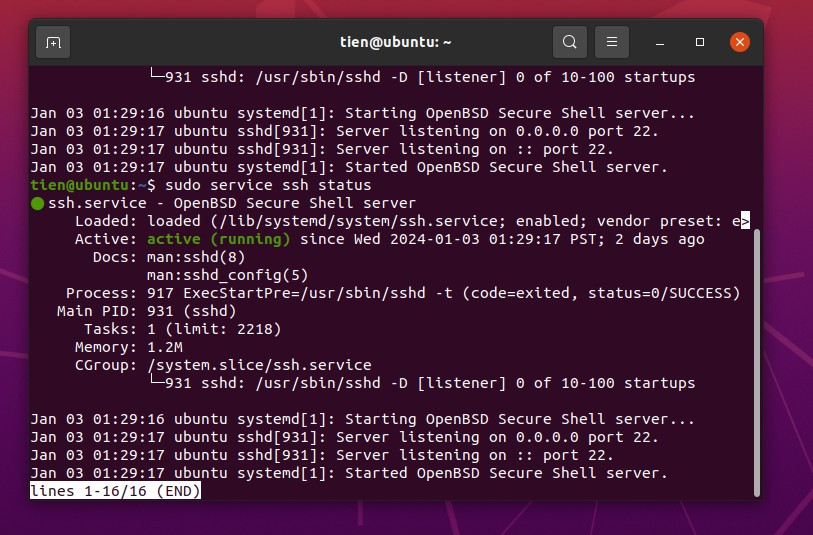 tien@ubuntu: ~
└─931 sshd: /usr/sbin/sshd -D [listener] 0 of 10-100 startups
Jan 03 01:29:16 ubuntu systemd[1]: Starting OpenBSD Secure Shell server...
Jan 03 01:29:17 ubuntu sshd[931]: Server listening on 0.0.0.0 port 22.
Jan 03 01:29:17 ubuntu sshd[931]: Server listening on :: port 22.
Jan 03 01:29:17 ubuntu systemd[1]: Started OpenBSD Secure Shell server.
tien@ubuntu:~$ sudo service ssh status
● ssh.service - OpenBSD Secure Shell server
Loaded: loaded (/lib/systemd/system/ssh.service; enabled; vendor preset: e>
Active: active (running) since Wed 2024-01-03 01:29:17 PST; 2 days ago
Docs: man:sshd(8)
man:sshd_config(5)
Process: 917 ExecStartPre=/usr/sbin/sshd -t (code=exited, status=0/SUCCESS)
Main PID: 931 (sshd)
Tasks: 1 (limit: 2218)
Memory: 1.2M
CGroup: /system.slice/ssh.service
└─931 sshd: /usr/sbin/sshd -D [listener] 0 of 10-100 startups
Jan 03 01:29:16 ubuntu systemd[1]: Starting OpenBSD Secure Shell server...
Jan 03 01:29:17 ubuntu sshd[931]: Server listening on 0.0.0.0 port 22.
Jan 03 01:29:17 ubuntu sshd[931]: Server listening on :: port 22.
Jan 03 01:29:17 ubuntu systemd[1]: Started OpenBSD Secure Shell server.
lines 1-16/16 (END)